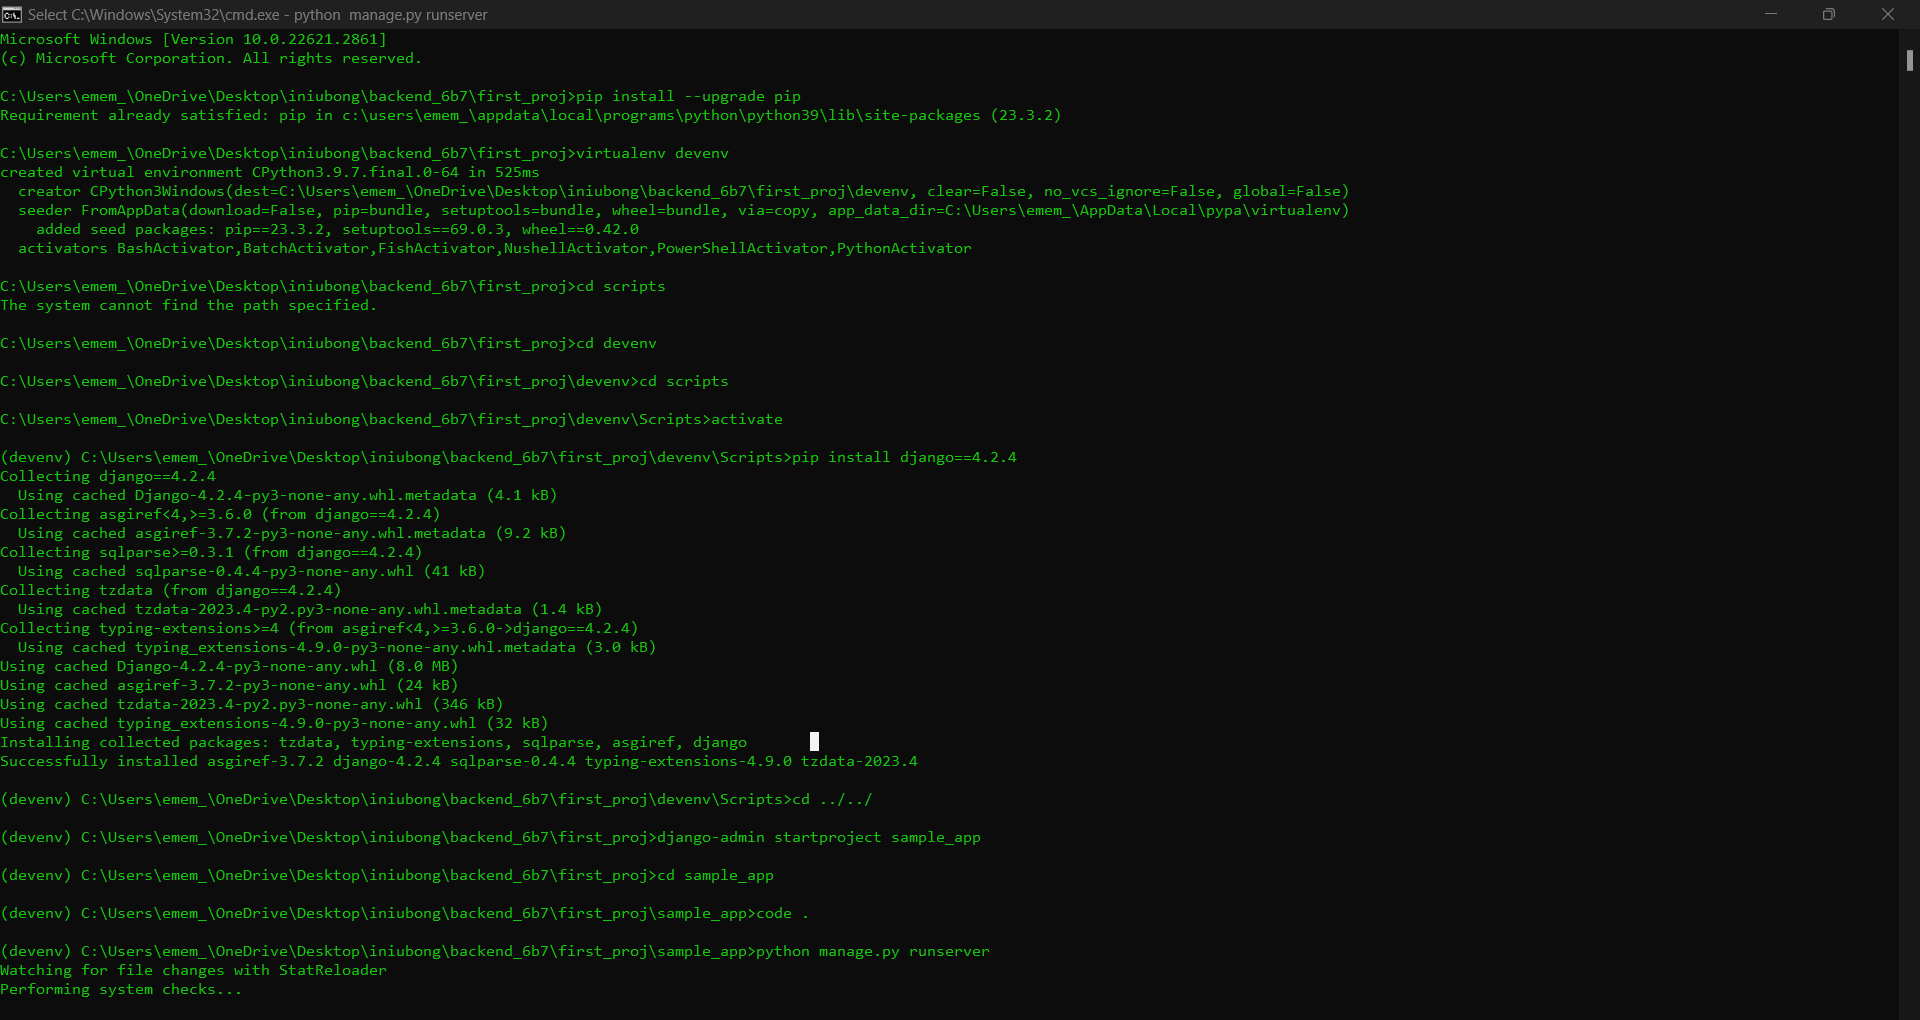 Select C:\Windows\System32\cmd.exe - python  manage.py runserver
Microsoft Windows [Version 10.0.22621.2861]
(c) Microsoft Corporation. All rights reserved.
C:\Users\emem_\OneDrive\Desktop\iniubong\backend_6b7\first_proj>pip install --upgrade pip
Requirement already satisfied: pip in c:\users\emem_\appdata\local\programs\python\python39\lib\site-packages (23.3.2)
C:\Users\emem_\OneDrive\Desktop\iniubong\backend_6b7\first_proj>virtualenv devenv
created virtual environment CPython3.9.7.final.0-64 in 525ms
  creator CPython3Windows(dest=C:\Users\emem_\OneDrive\Desktop\iniubong\backend_6b7\first_proj\devenv, clear=False, no_vcs_ignore=False, global=False)
  seeder FromAppData(download=False, pip=bundle, setuptools=bundle, wheel=bundle, via=copy, app_data_dir=C:\Users\emem_\AppData\Local\pypa\virtualenv)
    added seed packages: pip==23.3.2, setuptools==69.0.3, wheel==0.42.0
  activators BashActivator,BatchActivator,FishActivator,NushellActivator,PowerShellActivator,PythonActivator
C:\Users\emem_\OneDrive\Desktop\iniubong\backend_6b7\first_proj>cd scripts
The system cannot find the path specified.
C:\Users\emem_\OneDrive\Desktop\iniubong\backend_6b7\first_proj>cd devenv
C:\Users\emem_\OneDrive\Desktop\iniubong\backend_6b7\first_proj\devenv>cd scripts
C:\Users\emem_\OneDrive\Desktop\iniubong\backend_6b7\first_proj\devenv\Scripts>activate
(devenv) C:\Users\emem_\OneDrive\Desktop\iniubong\backend_6b7\first_proj\devenv\Scripts>pip install django==4.2.4
Collecting django==4.2.4
  Using cached Django-4.2.4-py3-none-any.whl.metadata (4.1 kB)
Collecting asgiref<4,>=3.6.0 (from django==4.2.4)
  Using cached asgiref-3.7.2-py3-none-any.whl.metadata (9.2 kB)
Collecting sqlparse>=0.3.1 (from django==4.2.4)
  Using cached sqlparse-0.4.4-py3-none-any.whl (41 kB)
Collecting tzdata (from django==4.2.4)
  Using cached tzdata-2023.4-py2.py3-none-any.whl.metadata (1.4 kB)
Collecting typing-extensions>=4 (from asgiref<4,>=3.6.0->django==4.2.4)
  Using cached typing_extensions-4.9.0-py3-none-any.whl.metadata (3.0 kB)
Using cached Django-4.2.4-py3-none-any.whl (8.0 MB)
Using cached asgiref-3.7.2-py3-none-any.whl (24 kB)
Using cached tzdata-2023.4-py2.py3-none-any.whl (346 kB)
Using cached typing_extensions-4.9.0-py3-none-any.whl (32 kB)
Installing collected packages: tzdata, typing-extensions, sqlparse, asgiref, django
Successfully installed asgiref-3.7.2 django-4.2.4 sqlparse-0.4.4 typing-extensions-4.9.0 tzdata-2023.4
(devenv) C:\Users\emem_\OneDrive\Desktop\iniubong\backend_6b7\first_proj\devenv\Scripts>cd ../../
(devenv) C:\Users\emem_\OneDrive\Desktop\iniubong\backend_6b7\first_proj>django-admin startproject sample_app
(devenv) C:\Users\emem_\OneDrive\Desktop\iniubong\backend_6b7\first_proj>cd sample_app
(devenv) C:\Users\emem_\OneDrive\Desktop\iniubong\backend_6b7\first_proj\sample_app>code .
(devenv) C:\Users\emem_\OneDrive\Desktop\iniubong\backend_6b7\first_proj\sample_app>python manage.py runserver
Watching for file changes with StatReloader
Performing system checks...